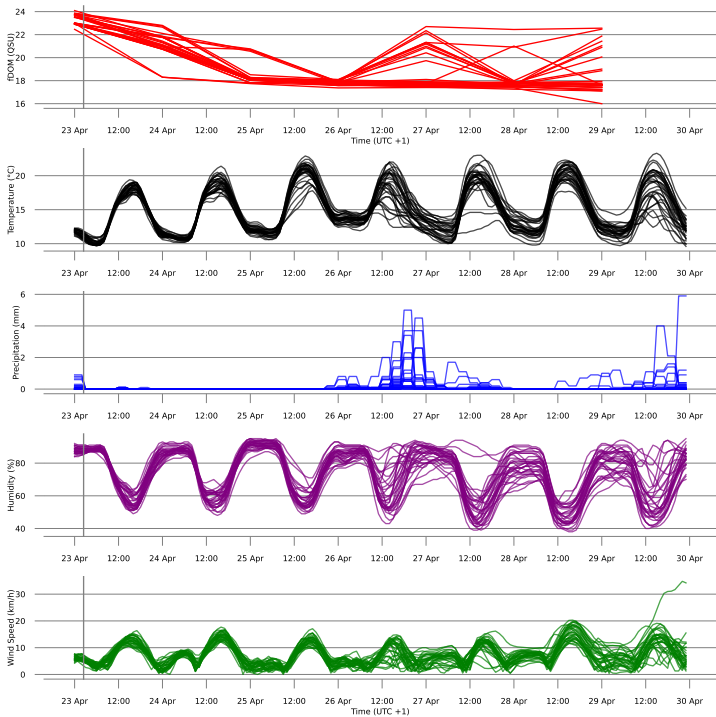 24
22
20
18
16
fDOM (QSU)
23 Apr 12:00 24 Apr 12:00 25 Apr 12:00 26 Apr 12:00 27 Apr 12:00 28 Apr 12:00 29 Apr 12:00 30 Apr
Time (UTC +1)
20
15
10
Temperature (°C)
23 Apr 12:00 24 Apr 12:00 25 Apr 12:00 26 Apr 12:00 27 Apr 12:00 28 Apr 12:00 29 Apr 12:00 30 Apr
6
4
2
0
Precipitation (mm)
23 Apr 12:00 24 Apr 12:00 25 Apr 12:00 26 Apr 12:00 27 Apr 12:00 28 Apr 12:00 29 Apr 12:00 30 Apr
80
60
40
Humidity (%)
23 Apr 12:00 24 Apr 12:00 25 Apr 12:00 26 Apr 12:00 27 Apr 12:00 28 Apr 12:00 29 Apr 12:00 30 Apr
30
20
10
0
Wind Speed (km/h)
23 Apr 12:00 24 Apr 12:00 25 Apr 12:00 26 Apr 12:00 27 Apr 12:00 28 Apr 12:00 29 Apr 12:00 30 Apr
Time (UTC +1)